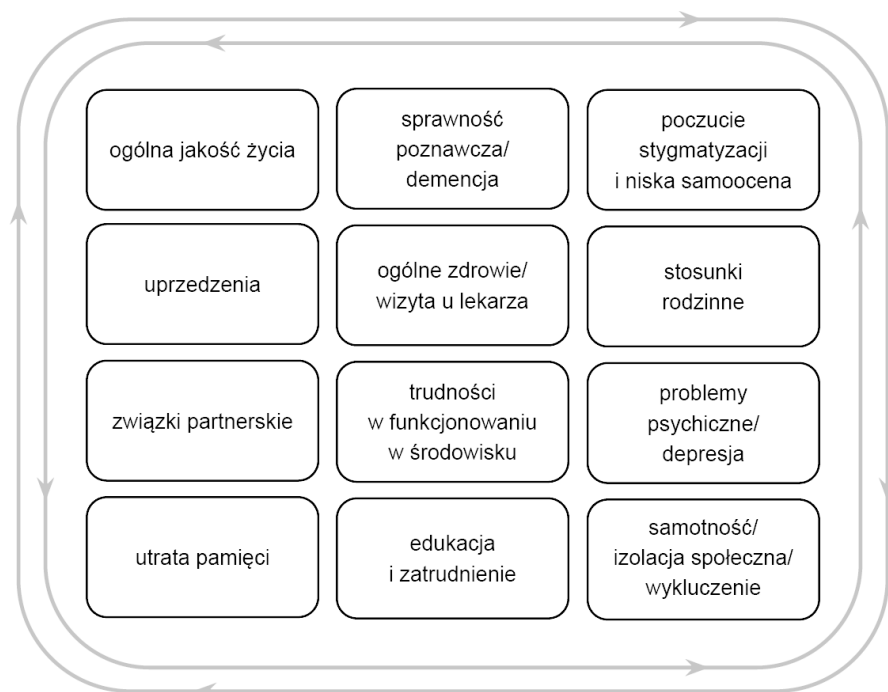 ogólna jakość życia
sprawność
poznawcza/
demencja
poczucie
stygmatyzacji
i niska samoocena
uprzedzenia
ogólne zdrowie/
wizyta u lekarza
stosunki
rodzinne
związki partnerskie
trudności
w funkcjonowaniu
w środowisku
problemy
psychiczne/
depresja
utrata pamięci
edukacja
i zatrudnienie
samotność/
izolacja społeczna/
wykluczenie